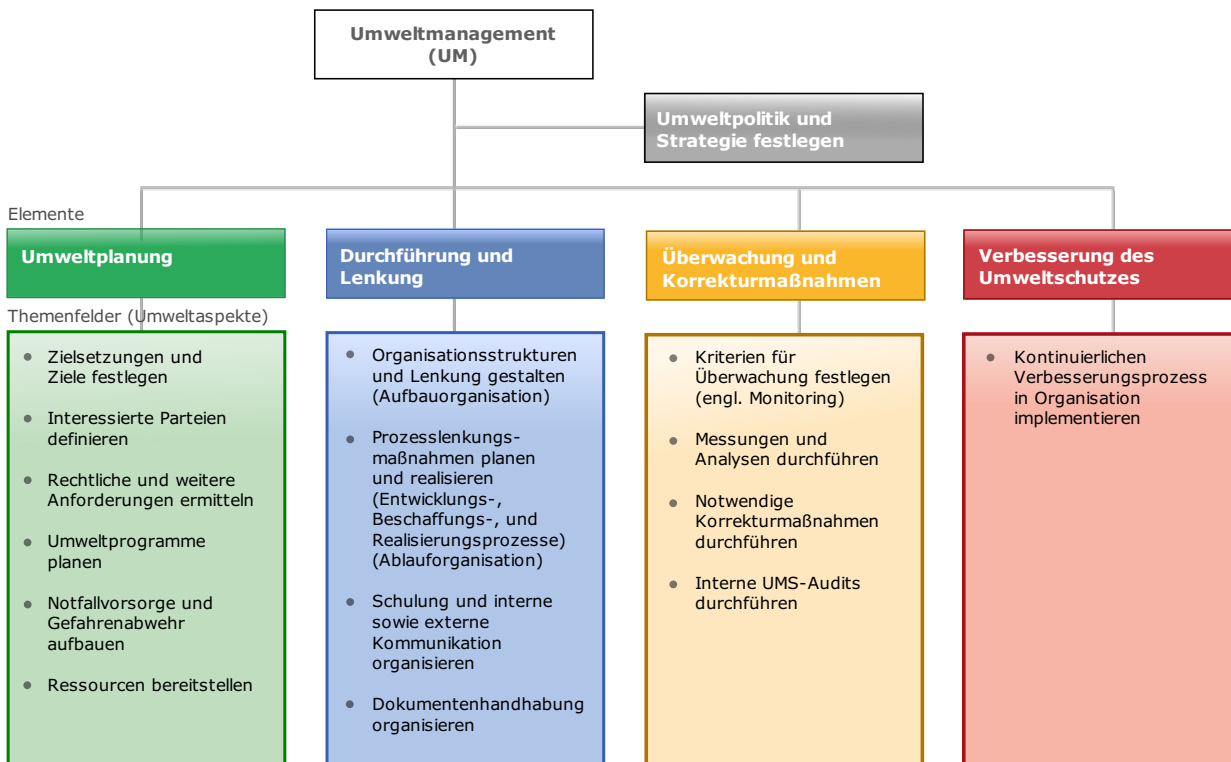 Umweltmanagement
(UM)
Umweltpolitik und
Strategie festlegen
Elemente
Umweltplanung
Durchführung und
Lenkung
Überwachung und
Korrekturmaßnahmen
Verbesserung des
Umweltschutzes
Themenfelder (Umweltaspekte)
Zielsetzungen und
Ziele festlegen
Interessierte Parteien
definieren
Rechtliche und weitere
Anforderungen ermitteln
Umweltprogramme
planen
Notfallvorsorge und
Gefahrenabwehr
aufbauen
Ressourcen bereitstellen
Organisationsstrukturen
und Lenkung gestalten
(Aufbauorganisation)
Prozesslenkungs-
maßnahmen planen
und realisieren
(Entwicklungs-,
Beschaffungs-, und
Realisierungsprozesse)
(Ablauforganisation)
Schulung und interne
sowie externe
Kommunikation
organisieren
Dokumentenhandhabung
organisieren
Kriterien für
Überwachung festlegen
(engl. Monitoring)
Messungen und
Analysen durchführen
Notwendige
Korrekturmaßnahmen
durchführen
Interne UMS-Audits
durchführen
Kontinuierlichen
Verbesserungsprozess
in Organisation
implementieren